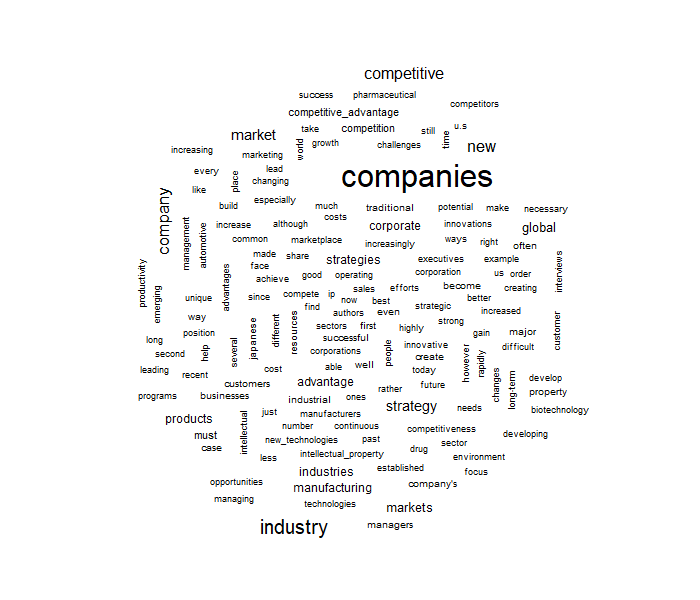 competitive
success pharmaceutical
competitors
competitive_advantage
take competition still u.s
market
world growth challenges time new
increasing marketing
every lead
companies
place changing
like
build especially much traditional potential make necessary
costs
company management automotive increase although corporate innovations global
common marketplace increasingly ways right often
made share
strategies executives example interviews
face
productivity emerging advantages achieve good operating corporation us order
sales efforts become creating
unique since compete ip now best better
find authors even strategic increased
way
position several japanese different resources sectors first highly strong gain major customer
long help successful innovative difficult
second corporations people create however rapidly
leading cost able well today changes long-term
recent customers advantage rather future develop
programs businesses industrial ones strategy needs property
biotechnology
products intellectual just manufacturers
must number continuous competitiveness developing
case new_technologies past sector
less intellectual_property drug environment
industries established focus
opportunities manufacturing company's
managing technologies markets
industry managers